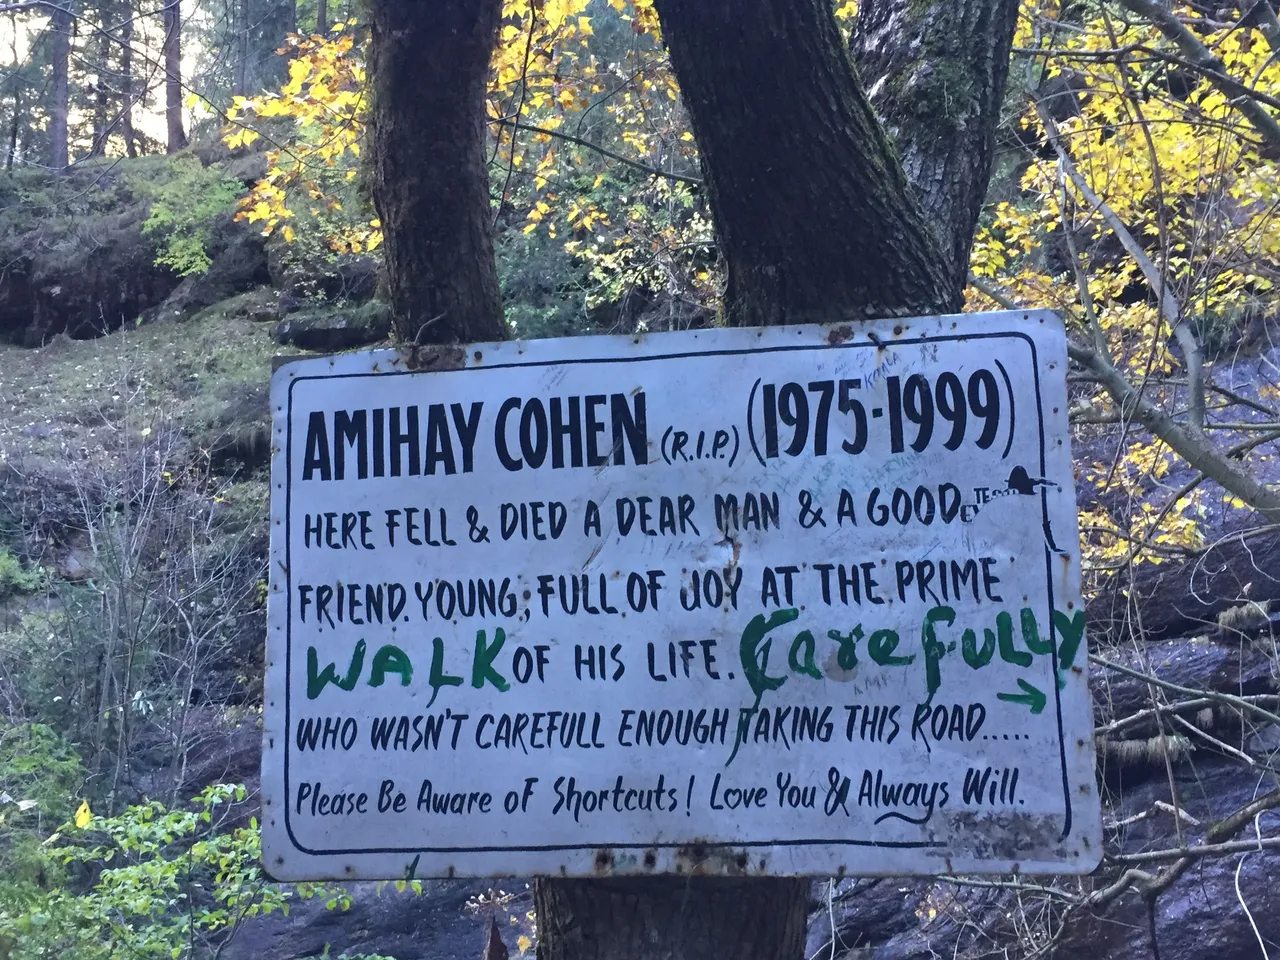 AMIHAY COHEN (R.I.P.) (1975-1999)
HERE FELL & DIED A DEAR MAN & A GOOD
FRIEND. YOUNG, FULL OF JOY AT THE PRIME
WALK OF HIS LIFE. CarefULLY
WHO WASN'T CAREFULL ENOUGH TAKING THIS ROAD.....
Please Be Aware oF Shortcuts! Love You & Always Will.